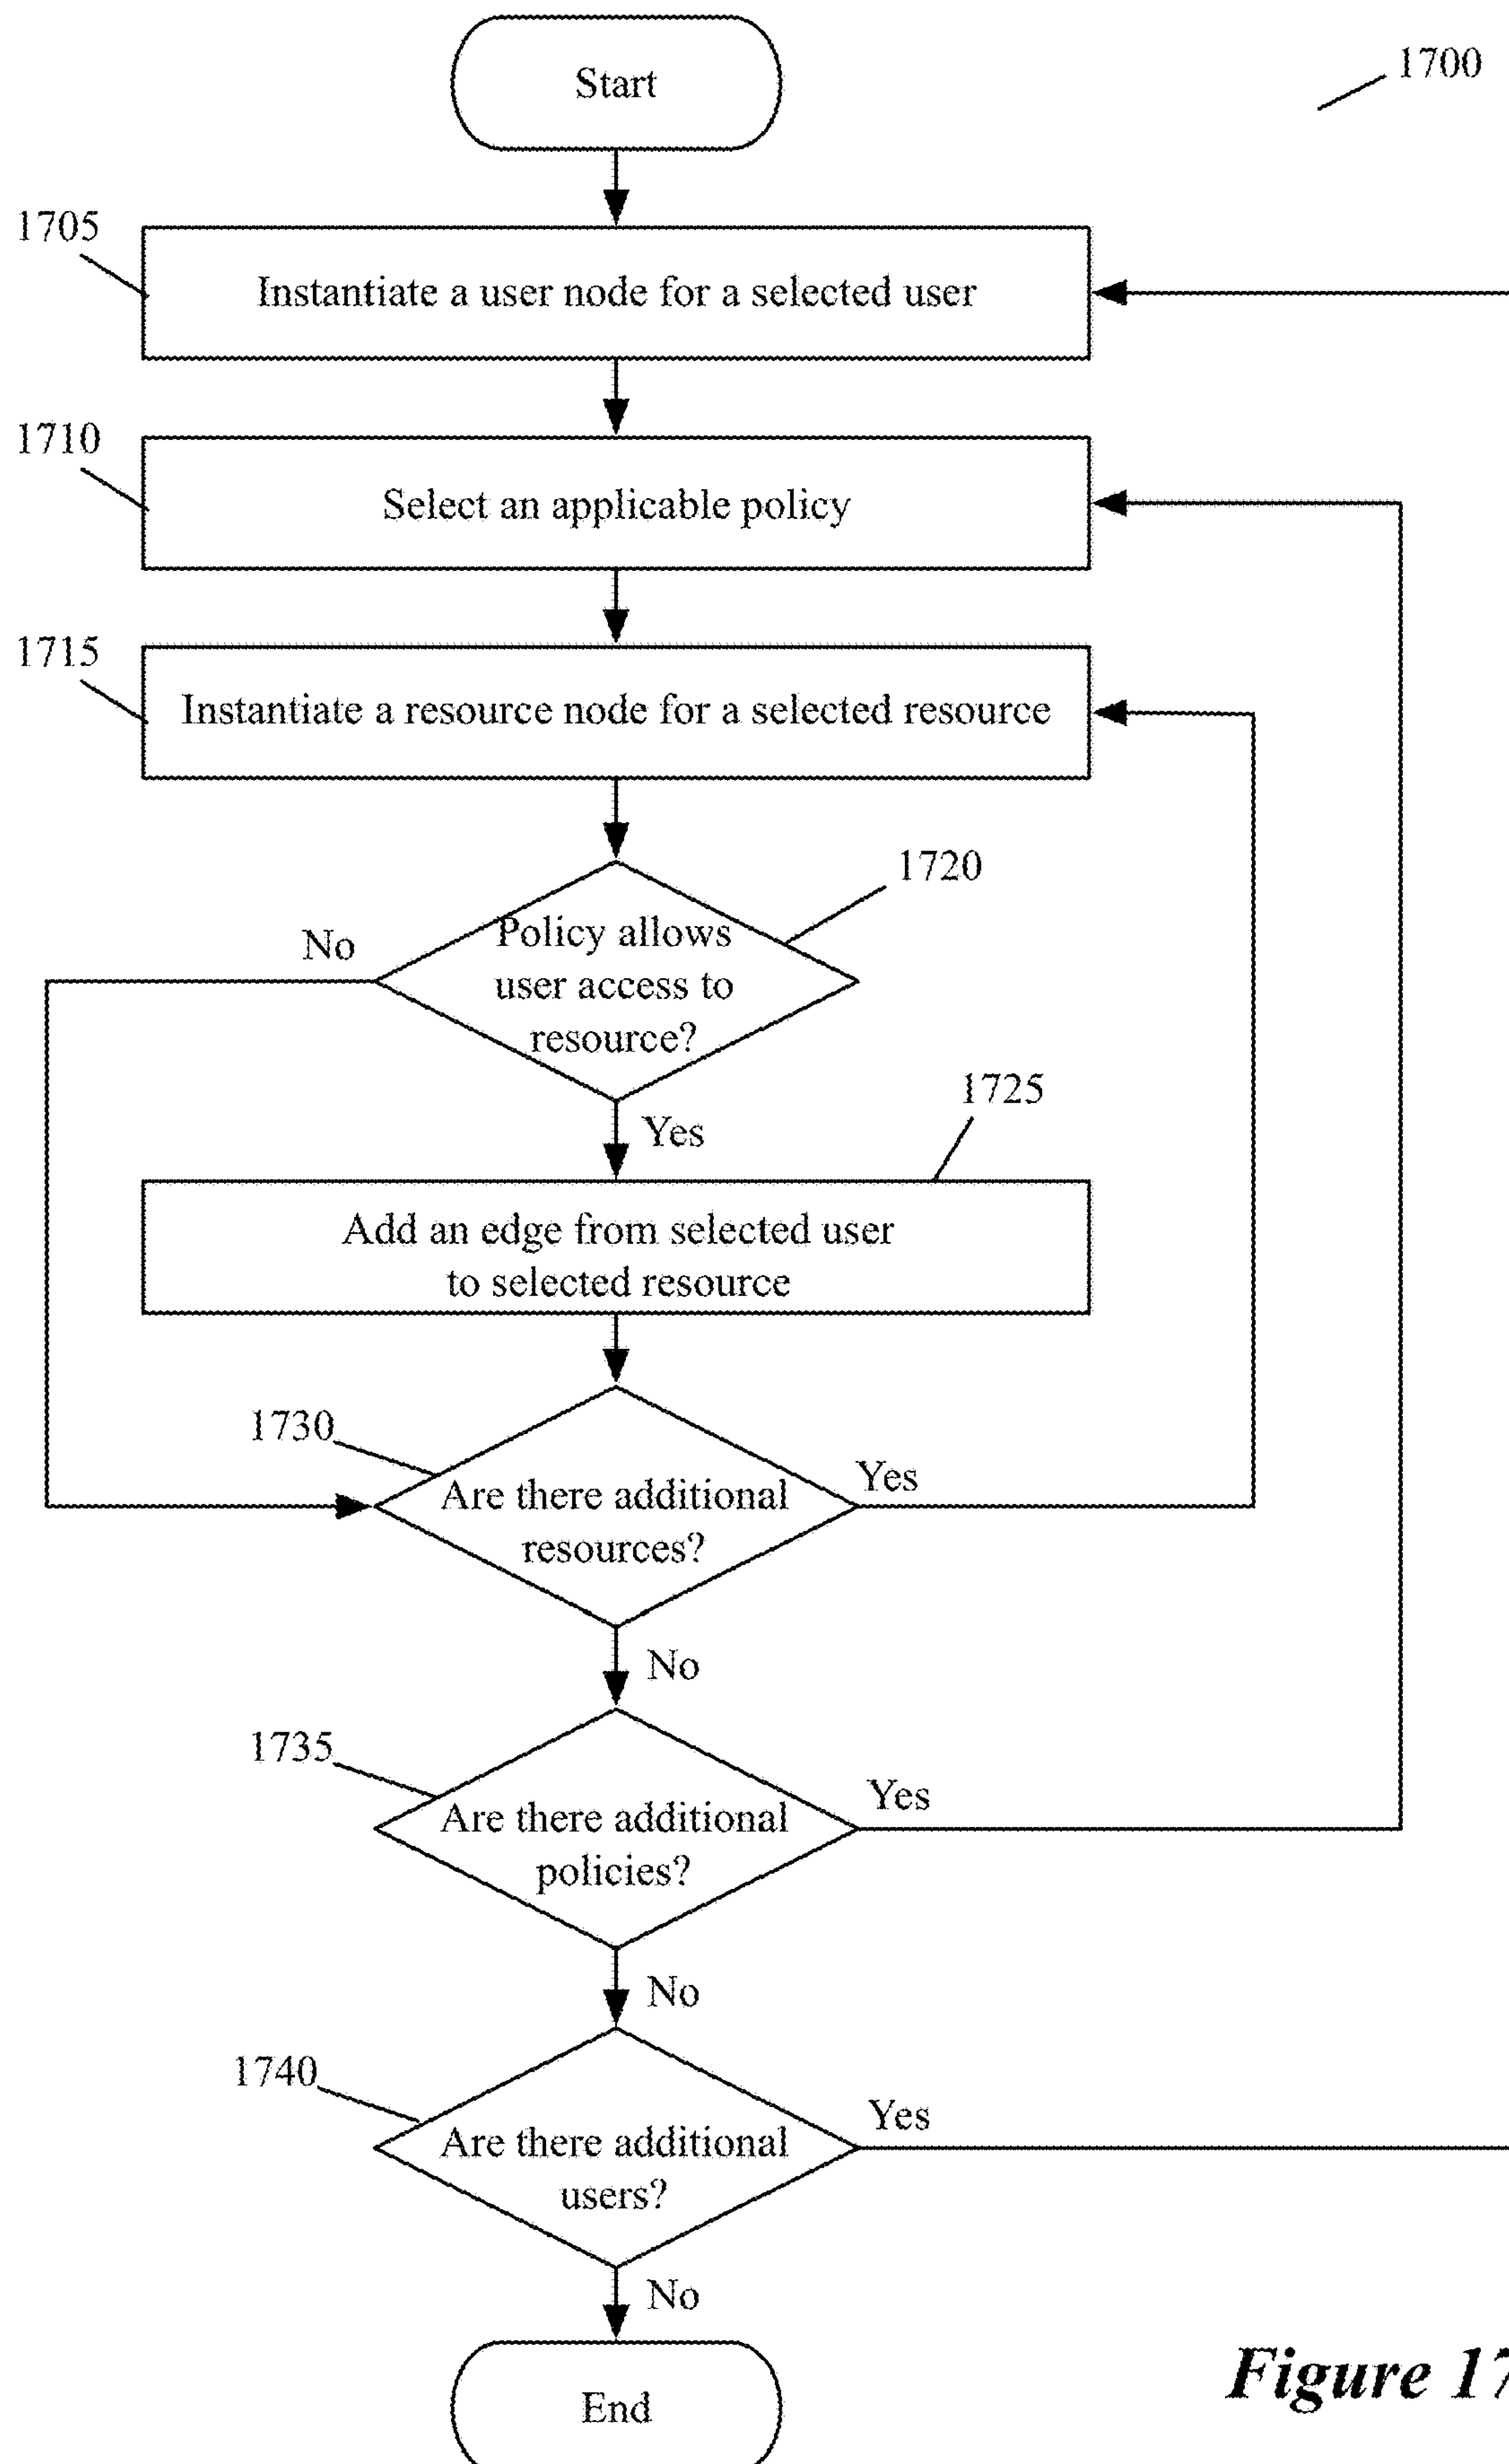 Start
1700
1705
Instantiate a user node for a selected user
1710
Select an applicable policy
1715
Instantiate a resource node for a selected resource
1720
No
Policy allows
user access to
resource?
1725
Yes
Add an edge from selected user
to selected resource
1730
Are there additional
resources?
Yes
No
1735
Are there additional
policies?
Yes
No
1740
Are there additional
users?
Yes
No
End
Figure 17